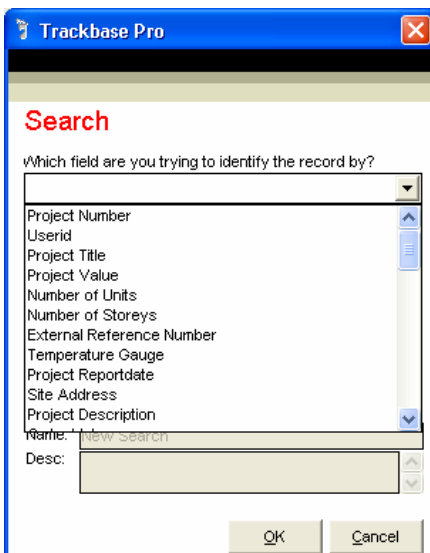 Trackbase Pro
Search
Which field are you trying to identify the record by?
Project Number
Userid
Project Title
Project Value
Number of Units
Number of Storeys
External Reference Number
Temperature Gauge
Project Reportdate
Site Address
Project Description
Name: New Search
Desc:
OK Cancel